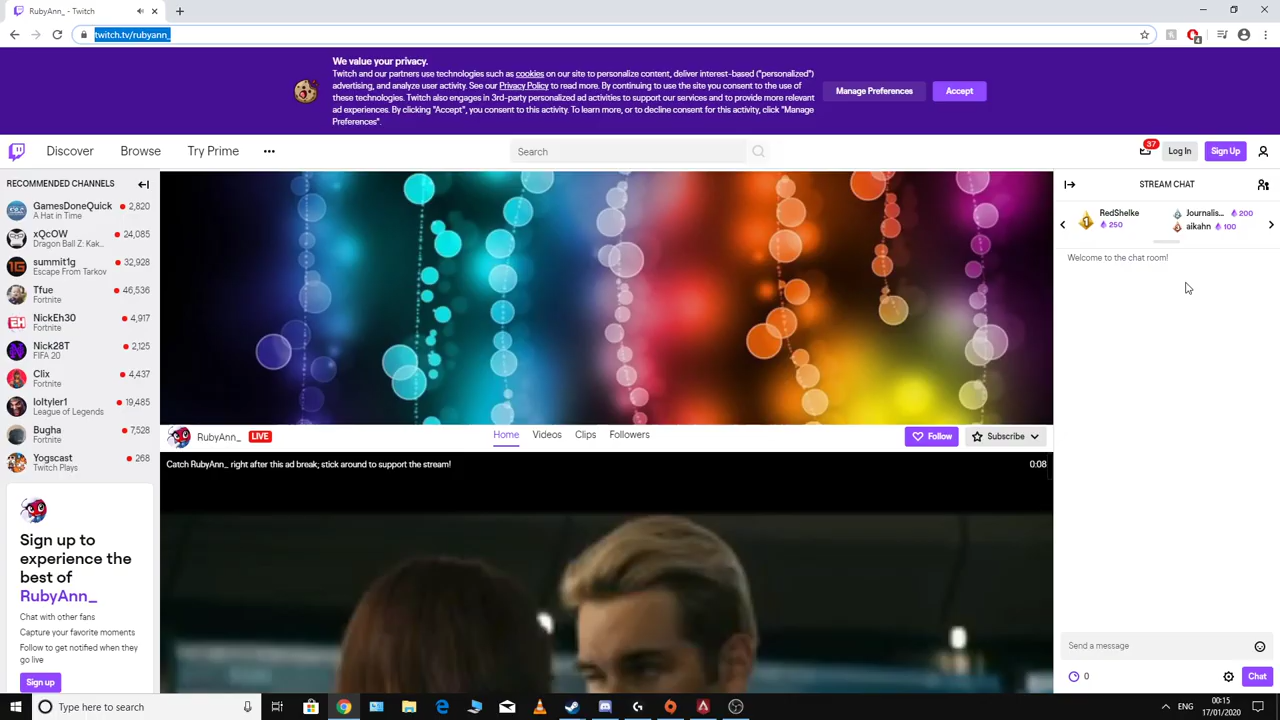 RubyAnn_ - Twitch
twitch.tv/rubyann_
4
We value your privacy.
Twitch and our partners use technologies such as cookies on our site to personalize content, deliver interest-based ("personalized")
advertising, and analyze user activity. See our Privacy Policy to read more. By continuing to use the site you consent to the use of
these technologies. Twitch also engages in 3rd-party personalized ad activities to support our services and to provide more relevant
ad experiences. By clicking "Accept", you consent to this activity. To learn more, or to decline consent for this activity, click "Manage
Preferences".
Manage Preferences
Accept
Discover
Browse
Try Prime
Search
37
Log In
Sign Up
RECOMMENDED CHANNELS
GamesDoneQuick
2,820
A Hat in Time
xQcOW
24,085
Dragon Ball Z: Kak...
summit1g
32,928
Escape From Tarkov
Tfue
46,536
Fortnite
NickEh30
4,917
Fortnite
Nick28T
2,125
FIFA 20
Clix
4,437
Fortnite
loltyler1
19,485
League of Legends
Bugha
7,528
Fortnite
Yogscast
268
Twitch Plays
Sign up to
experience the
best of
RubyAnn_
Chat with other fans
Capture your favorite moments
Follow to get notified when they
go live
Sign up
RubyAnn_
LIVE
Home
Videos
Clips
Followers
Follow
Subscribe
Catch RubyAnn_ right after this ad break; stick around to support the stream!
0:08
STREAM CHAT
1
RedShelke
250
Journalis...
200
aikahn
100
Welcome to the chat room!
Send a message
0
Chat
Type here to search
ENG
00:15
17/01/2020